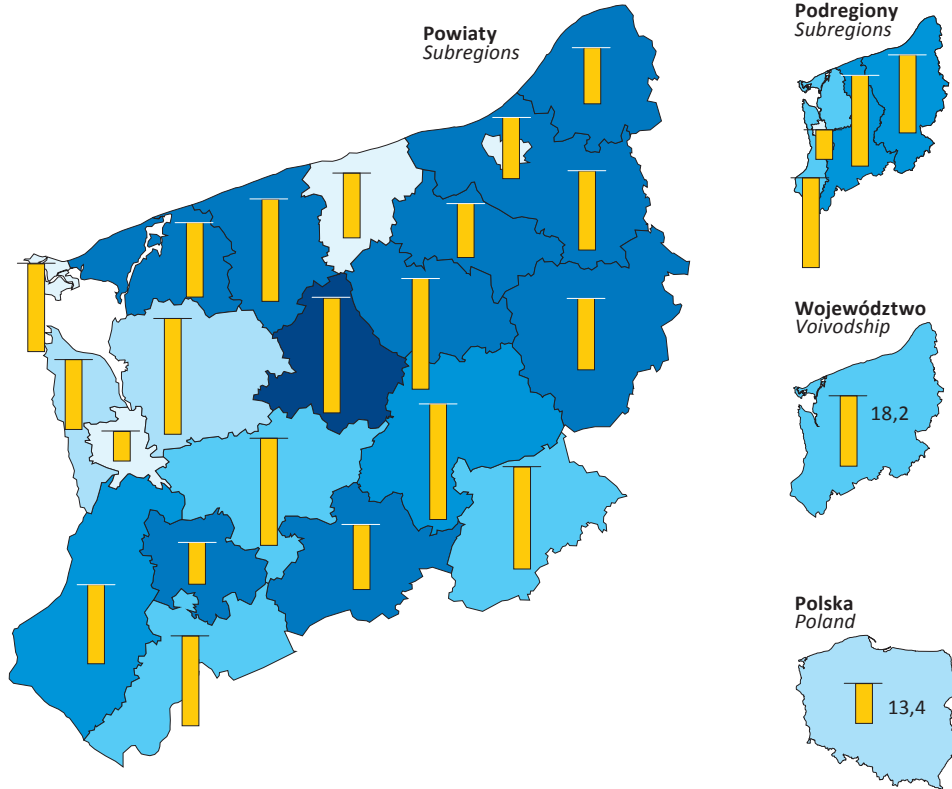 Powiaty
Subregions
Podregiony
Subregions
Województwo
Voivodship
18,2
Polska
Poland
13,4